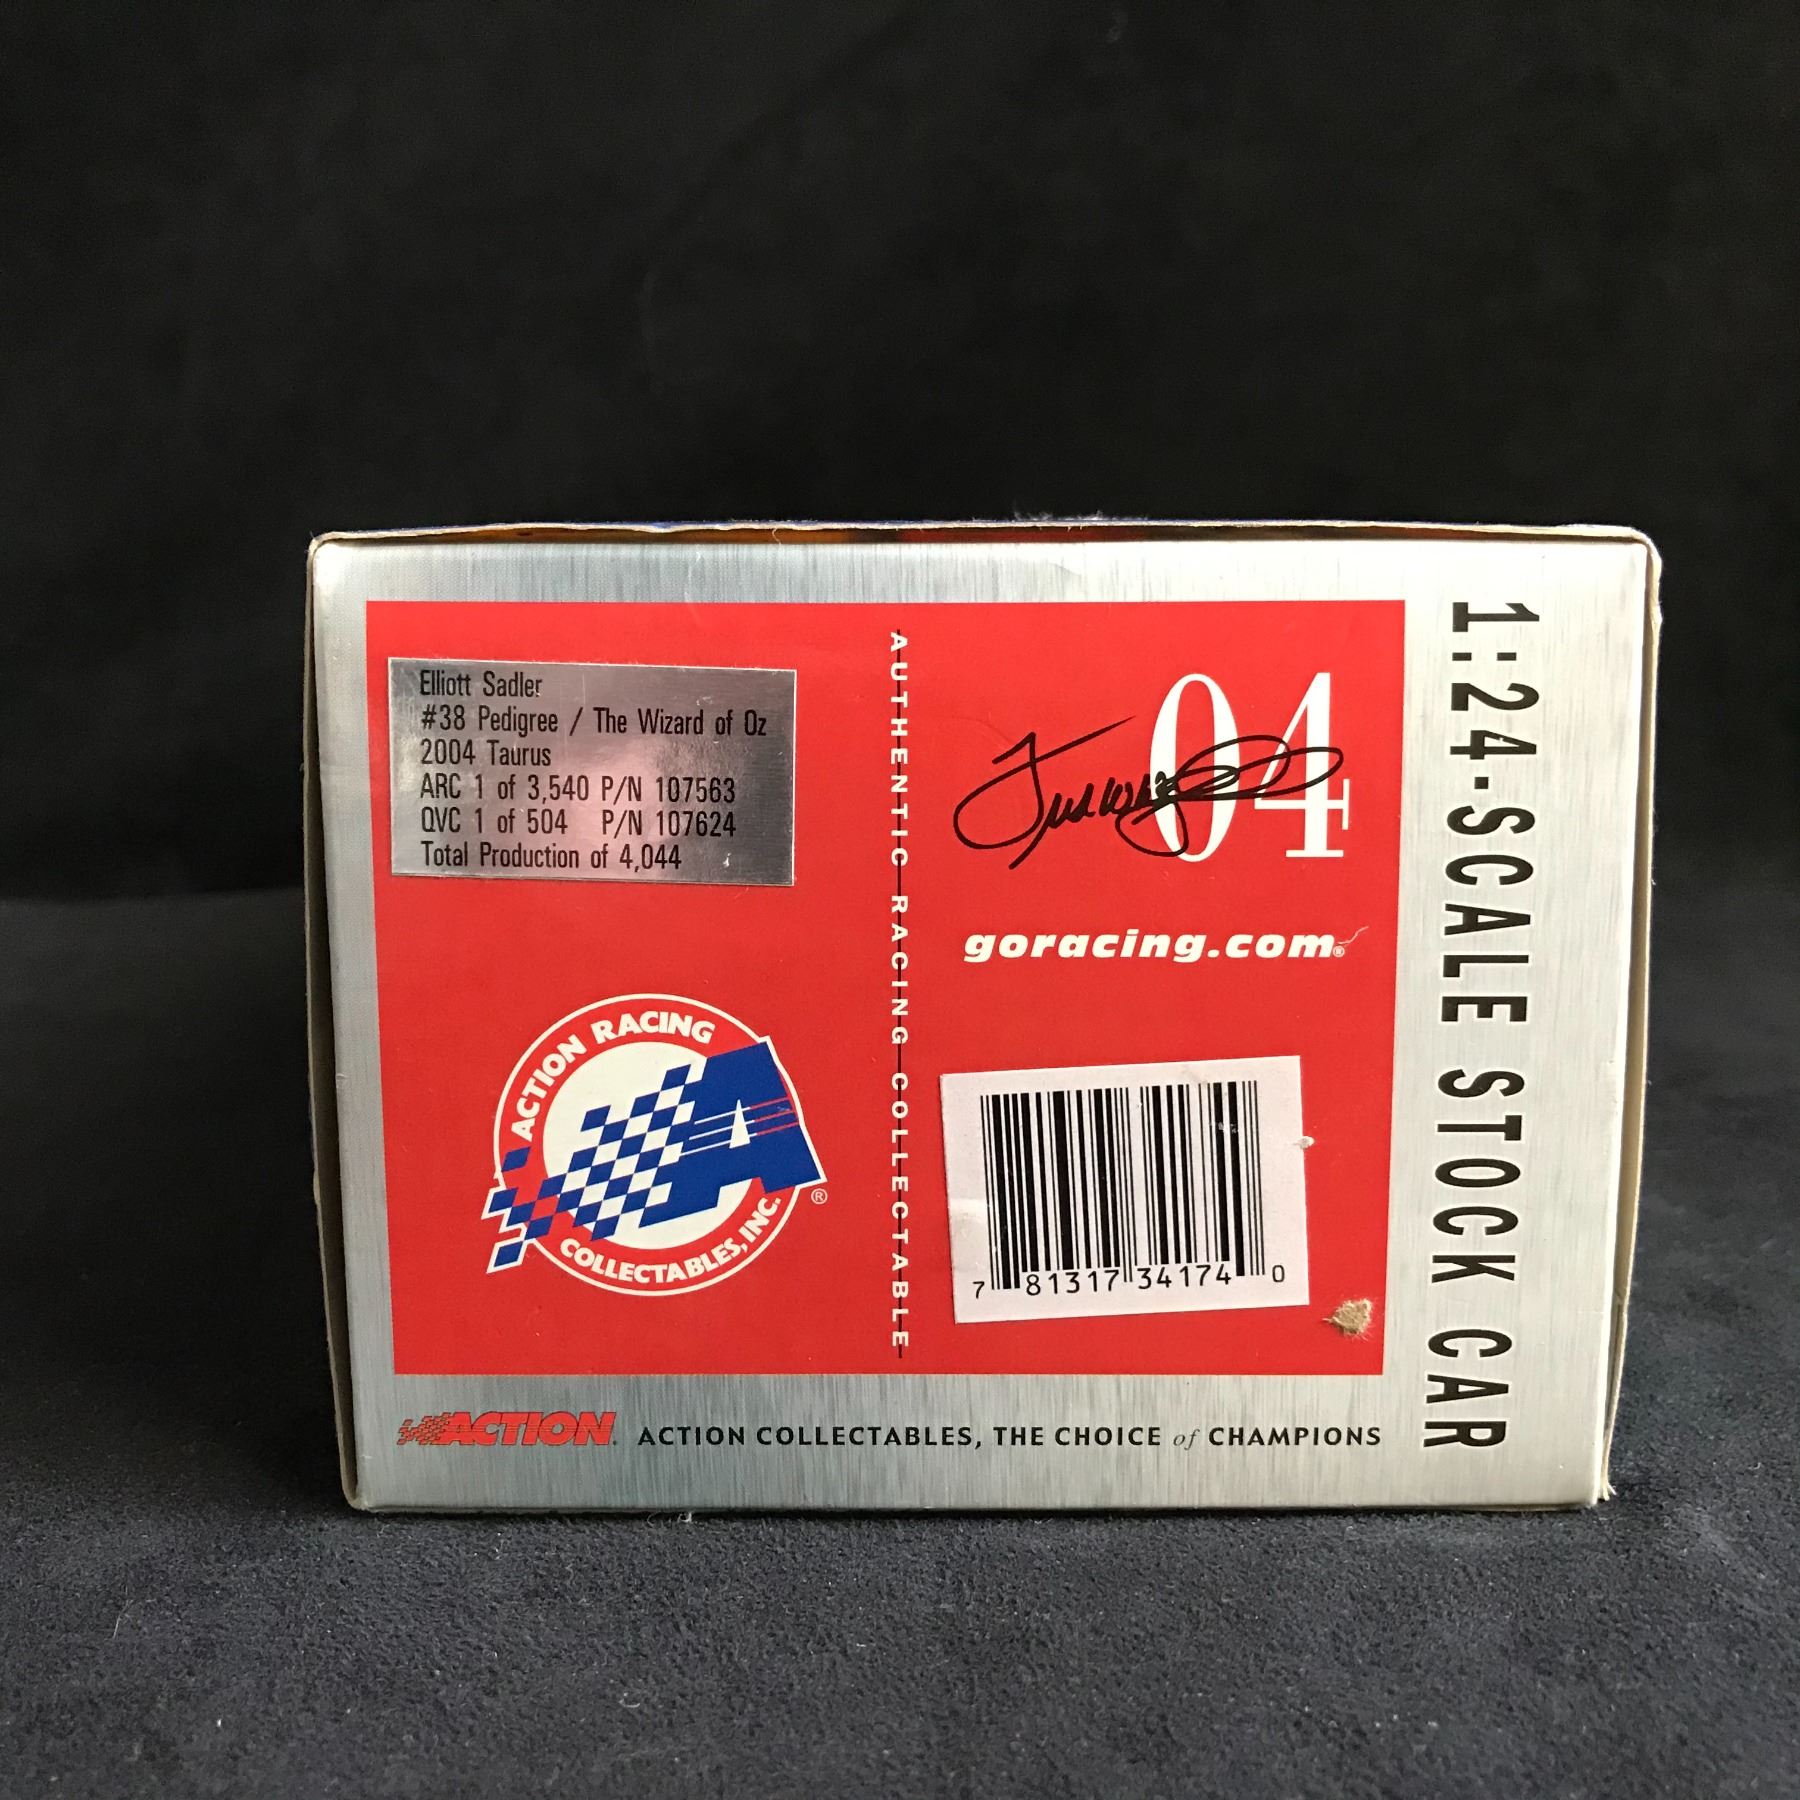 Elliott Sadler
#38 Pedigree / The Wizard of Oz
2004 Taurus
ARC 1 of 3,540 P/N 107563
QVC 1 of 504 P/N 107624
Total Production of 4,044
ACTION RACING
COLLECTABLES, INC.
®
AUTHENTIC RACING COLLECTABLE
04
goracing.com®
7 81317 34174 0
1:24-SCALE STOCK CAR
ACTION. ACTION COLLECTABLES, THE CHOICE of CHAMPIONS